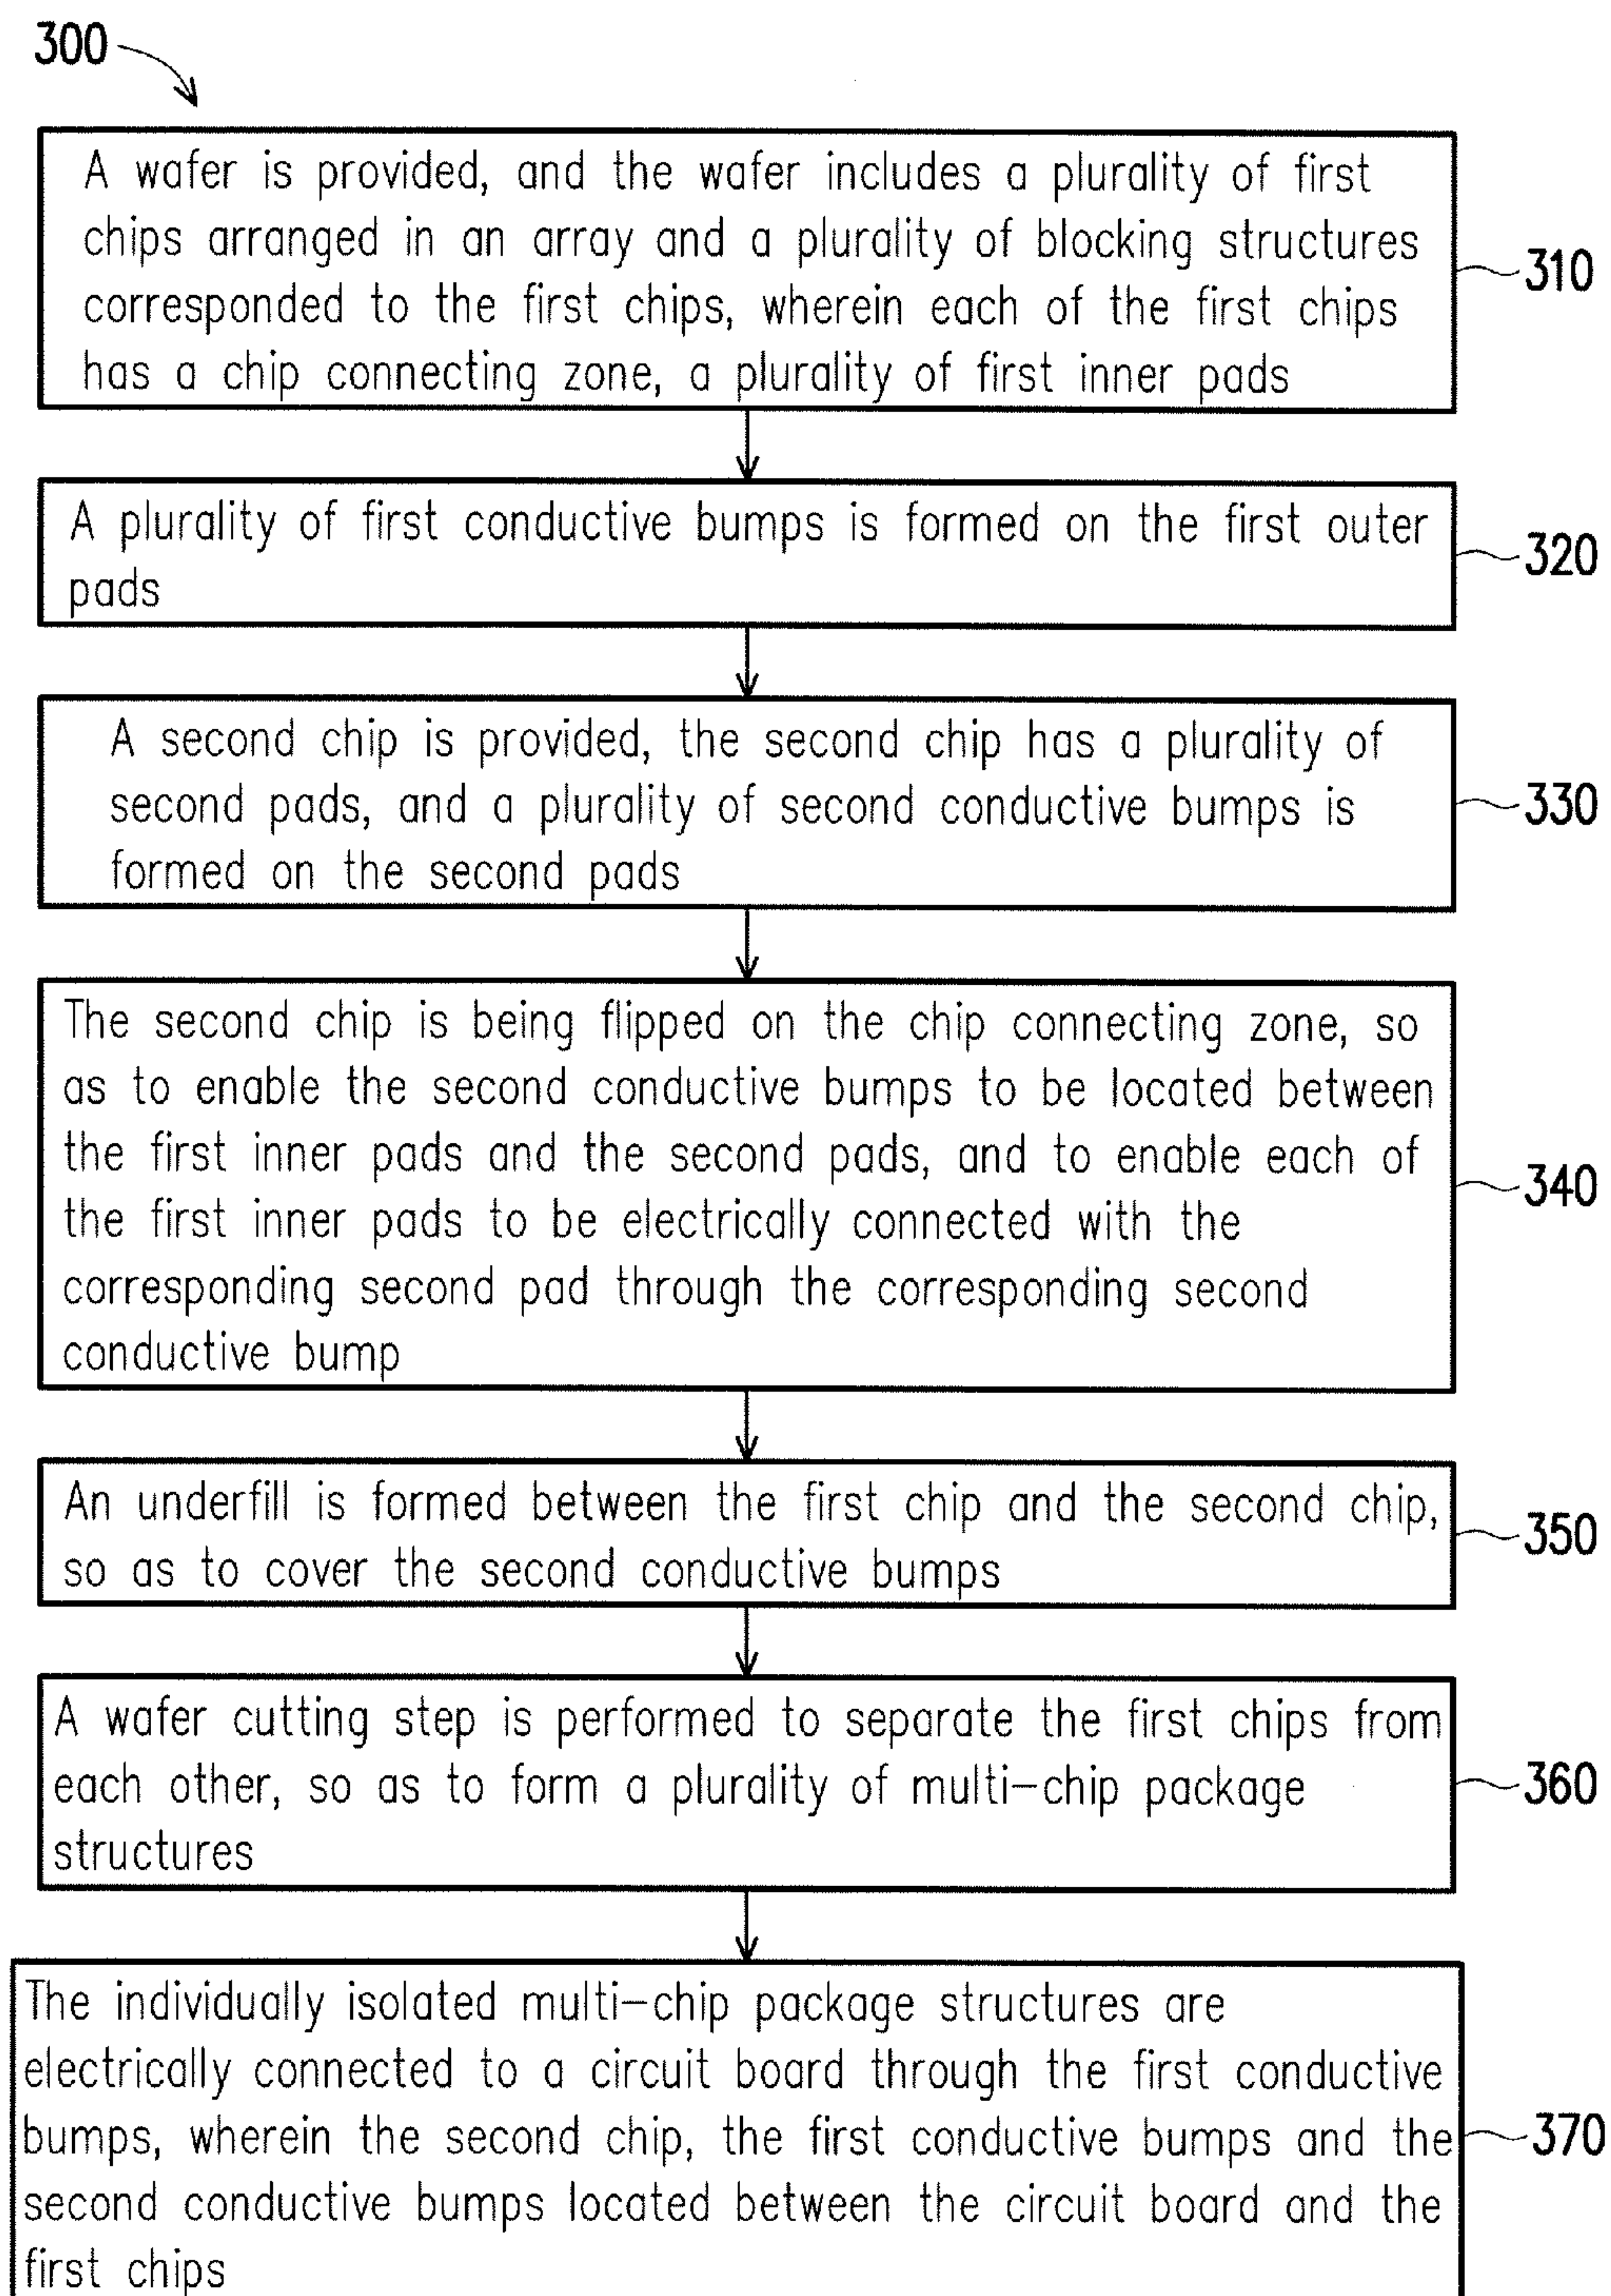 300
A wafer is provided, and the wafer includes a plurality of first
chips arranged in an array and a plurality of blocking structures
corresponded to the first chips, wherein each of the first chips
has a chip connecting zone, a plurality of first inner pads
310
A plurality of first conductive bumps is formed on the first outer
pads
320
A second chip is provided, the second chip has a plurality of
second pads, and a plurality of second conductive bumps is
formed on the second pads
330
The second chip is being flipped on the chip connecting zone, so
as to enable the second conductive bumps to be located between
the first inner pads and the second pads, and to enable each of
the first inner pads to be electrically connected with the
corresponding second pad through the corresponding second
conductive bump
340
An underfill is formed between the first chip and the second chip,
so as to cover the second conductive bumps
350
A wafer cutting step is performed to separate the first chips from
each other, so as to form a plurality of multi-chip package
structures
360
The individually isolated multi-chip package structures are
electrically connected to a circuit board through the first conductive
bumps, wherein the second chip, the first conductive bumps and the
second conductive bumps located between the circuit board and the
first chips
370